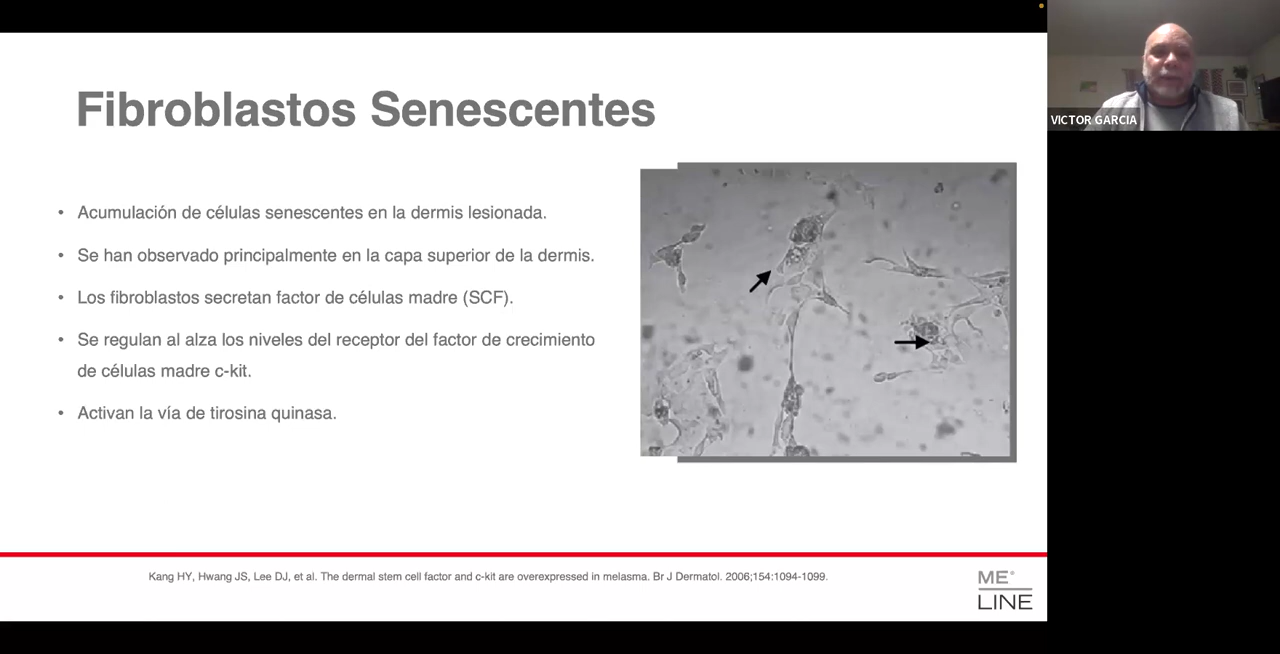 Fibroblastos Senescentes
• Acumulación de células senescentes en la dermis lesionada.
• Se han observado principalmente en la capa superior de la dermis.
• Los fibroblastos secretan factor de células madre (SCF).
• Se regulan al alza los niveles del receptor del factor de crecimiento
de células madre c-kit.
• Activan la vía de tirosina quinasa.
Kang HY, Hwang JS, Lee DJ, et al. The dermal stem cell factor and c-kit are overexpressed in melasma. Br J Dermatol. 2006;154:1094-1099.
ME°
LINE
VICTOR GARCIA